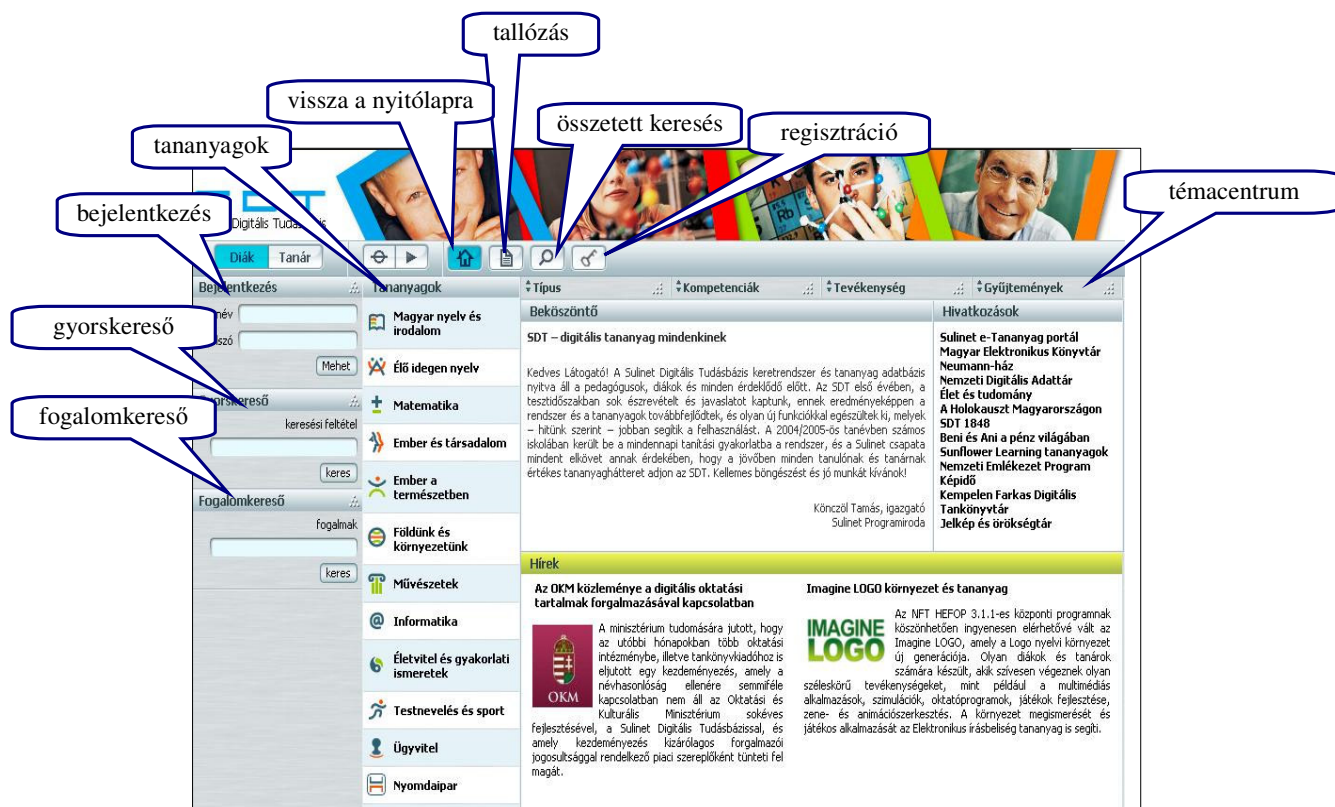 tallózás
vissza a nyitólapra
összetett keresés
regisztráció
tananyagok
témacentrum
bejelentkezés
Digitális
gyorskereső
fogalomkereső
Diák
Tanár
Bejelentkezés
Mehet
keresési feltétel
keres
Fogalomkereső
fogalmak
keres
Tananyagok
Magyar nyelv és
irodalom
Élő idegen nyelv
Matematika
Ember és társadalom
Ember a
természetben
Földünk és
környezetünk
Művészetek
Informatika
Életvitel és gyakorlati
ismeretek
Testnevelés és sport
Ügyvitel
Nyomdaipar
Típus
Kompetenciák
Tevékenység
Gyűjtemények
Beköszöntő
SDT – digitális tananyag mindenkinek
Kedves Látogató! A Sulinet Digitális Tudásbázis keretrendszer és tananyag adatbázis
nyitva áll a pedagógusok, diákok és minden érdeklődő előtt. Az SDT első évében, a
tesztidőszakban sok észrevételt és javaslatot kaptunk, ennek eredményeképpen a
rendszer és a tananyagok továbbfejlődtek, és olyan új funkciókkal egészültek ki, melyek
– hitünk szerint – jobban segítik a felhasználást. A 2004/2005-ös tanévben számos
iskolában került be a mindennapi tanítási gyakorlatba a rendszer, és a Sulinet csapata
mindent elkövet annak érdekében, hogy a jövőben minden tanulónak és tanárnak
értékes tananyaghátteret adjon az SDT. Kellemes böngészést és jó munkát kívánok!
Könczöl Tamás, igazgató
Sulinet Programiroda
Hivatkozások
Sulinet e-Tananyag portál
Magyar Elektronikus Könyvtár
Neumann-ház
Nemzeti Digitális Adattár
Élet és tudomány
A Holokauszt Magyarországon
SDT 1848
Beni és Ani a pénz világában
Sunflower Learning tananyagok
Nemzeti Emlékezet Program
Képidő
Kempelen Farkas Digitális
Tankönyvtár
Jelkép és örökségtár
Hírek
Az OKM közleménye a digitális oktatási
tartalmak forgalmazásával kapcsolatban
OKM
A minisztérium tudomására jutott, hogy
az utóbbi hónapokban több oktatási
intézménybe, illetve tankönyvkiadóhoz is
eljutott egy kezdeményezés, amely a
névhasonlóság ellenére semmiféle
kapcsolatban nem áll az Oktatási és
Kulturális Minisztérium sokéves
fejlesztésével, a Sulinet Digitális Tudásbázissal, és
amely kezdeményezés kizárólagos forgalmazói
jogosultsággal rendelkező piaci szereplőként tünteti fel
magát.
Imagine LOGO környezet és tananyag
IMAGINE
LOGO
Az NFT HEFOP 3.1.1-es központi programnak
köszönhetően ingyenesen elérhetővé vált az
Imagine LOGO, amely a Logo nyelvi környezet
új generációja. Olyan diákok és tanárok
számára készült, akik szívesen végeznek olyan
széleskörű tevékenységeket, mint például a multimédiás
alkalmazások, szimulációk, oktatóprogramok, játékok fejlesztése,
zene- és animációszerkesztés. A környezet megismerését és
játékos alkalmazását az Elektronikus írásbeliség tananyag is segíti.